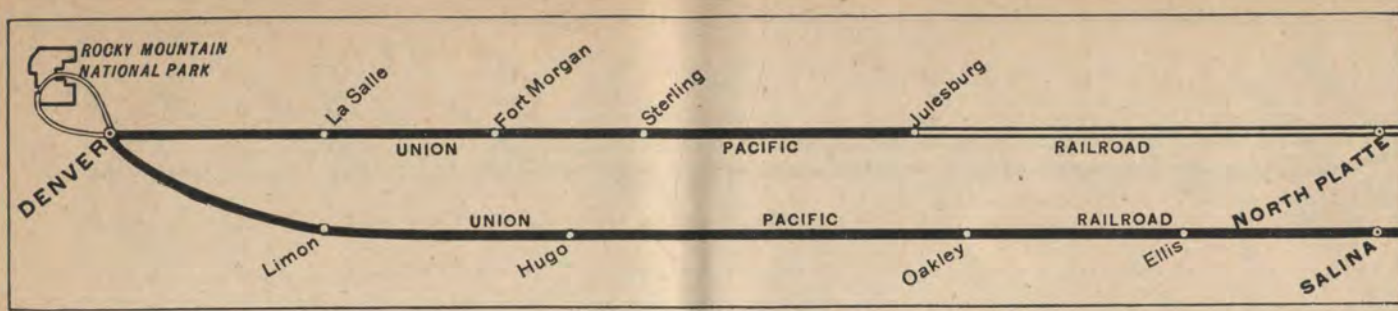 ROCKY MOUNTAIN
NATIONAL PARK
La Salle
Fort Morgan
Sterling
Julesburg
UNION PACIFIC RAILROAD
DENVER
NORTH PLATTE
UNION PACIFIC RAILROAD
Limon
Hugo
Oakley
Ellis
SALINA